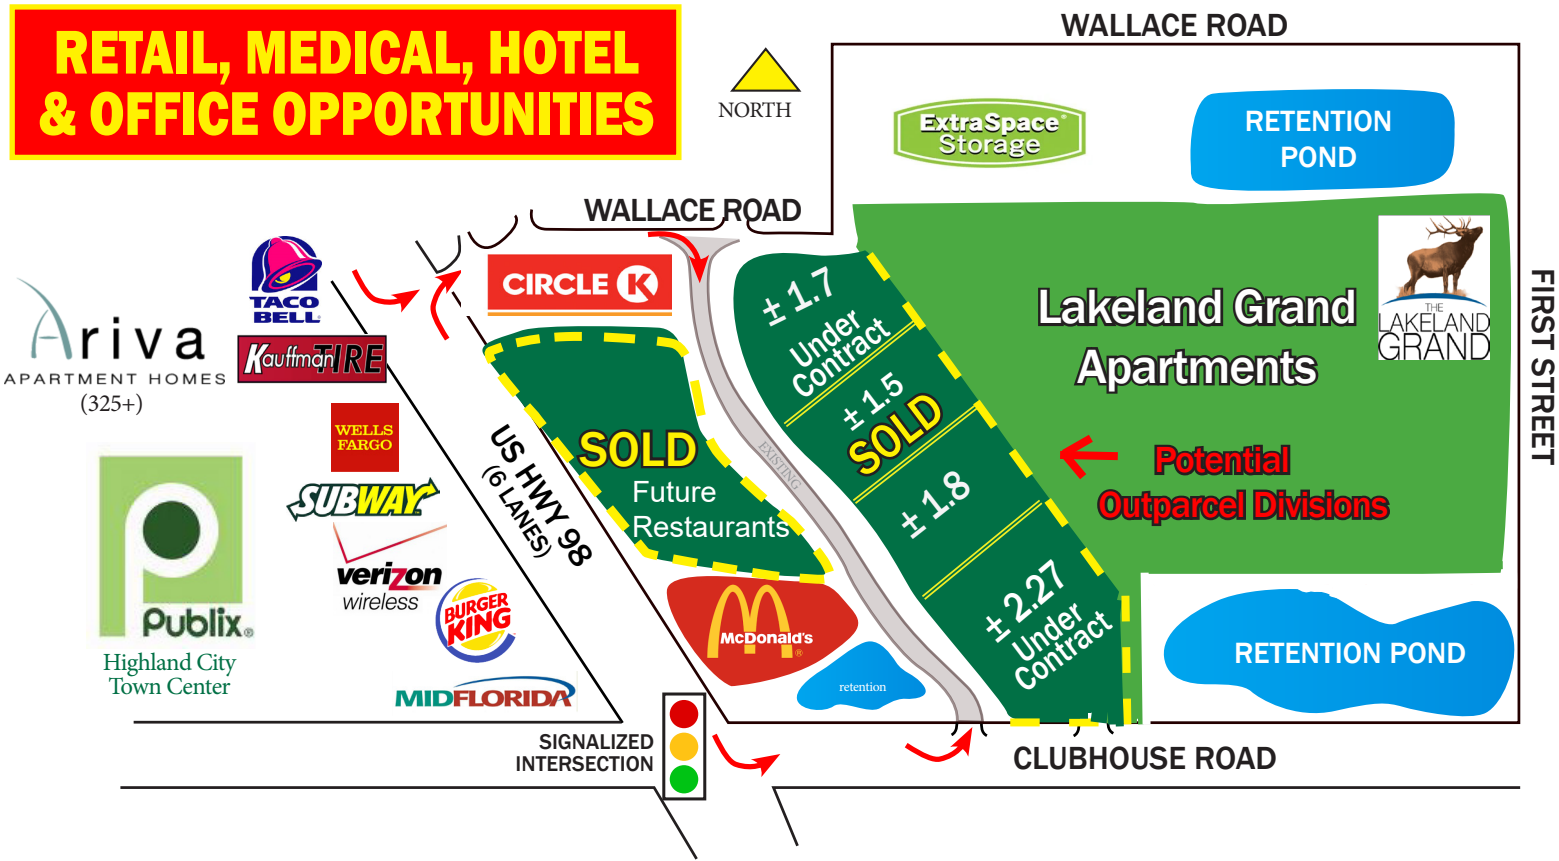 RETAIL, MEDICAL, HOTEL
& OFFICE OPPORTUNITIES
NORTH
WALLACE ROAD
ExtraSpace®
Storage
RETENTION
POND
WALLACE ROAD
CIRCLE K
TACO
BELL®
Ariva
APARTMENT HOMES
(325+)
Kauffman TIRE
WELLS
FARGO
SUBWAY
verizon
wireless
BURGER
KING
MIDFLORIDA
Publix®
Highland City
Town Center
US HWY 98
(6 LANES)
SOLD
Future
Restaurants
McDonald's
®
retention
EXISTING
± 1.7
Under
Contract
± 1.5
SOLD
± 1.8
± 2.27
Under
Contract
Lakeland Grand
Apartments
THE
LAKELAND
GRAND
Potential
Outparcel Divisions
FIRST STREET
RETENTION POND
SIGNALIZED
INTERSECTION
CLUBHOUSE ROAD